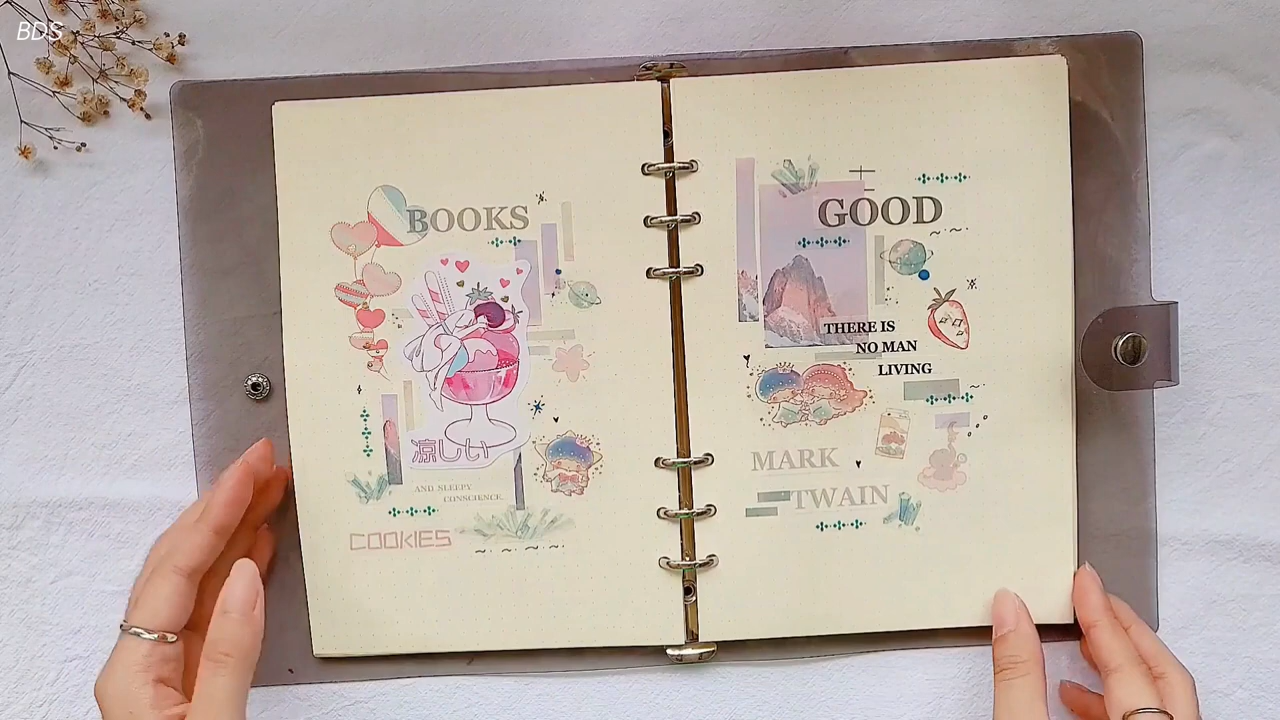 BDS
BOOKS
涼しい
AND SLEEPY
CONSCIENCE...
COOKIES
GOOD
THERE IS
NO MAN
LIVING
MARK
TWAIN